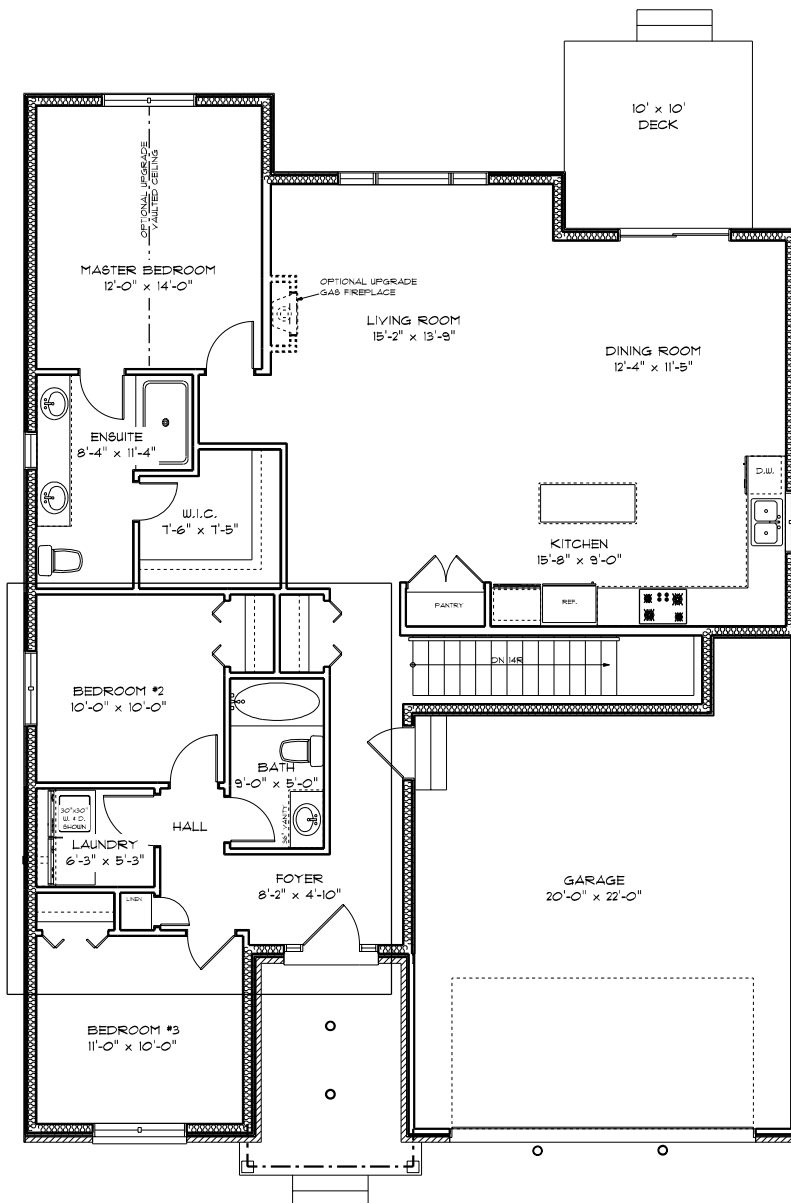 10' x 10'
DECK
OPTIONAL UPGRADE
VAULTED CEILING
MASTER BEDROOM
12'-0" x 14'-0"
OPTIONAL UPGRADE
GAS FIREPLACE
LIVING ROOM
15'-2" x 13'-9"
DINING ROOM
12'-4" x 11'-5"
ENSUITE
8'-4" x 11'-4"
W.I.C.
7'-6" x 7'-5"
D.W.
KITCHEN
15'-8" x 9'-0"
PANTRY
REF.
DN 14R
BEDROOM #2
10'-0" x 10'-0"
BATH
9'-0" x 5'-0"
36" VANITY
30"x30"
W. & D.
SHOWN
LAUNDRY
6'-3" x 5'-3"
HALL
LINEN
FOYER
8'-2" x 4'-10"
GARAGE
20'-0" x 22'-0"
BEDROOM #3
11'-0" x 10'-0"